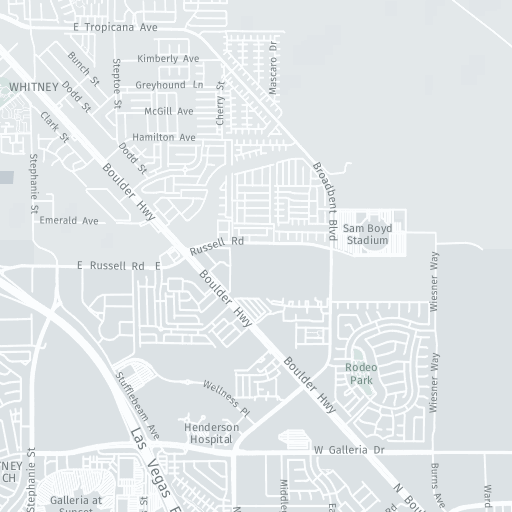 E Tropicana Ave
Kimberly Ave
Mascaro Dr
Bunch St
Steptoe St
WHITNEY
Dodd St
Greyhound Ln
Cherry St
McGill Ave
Clark St
Hamilton Ave
Dodd St
Stephanie St
Boulder Hwy
Broadbent Blvd
Emerald Ave
Sam Boyd
Stadium
Russell Rd
E Russell Rd E
Boulder Hwy
Wiesner Way
Boulder Hwy
Rodeo
Park
Wiesner Way
Stufflebeam Ave
Wellness Pl
Henderson
Hospital
Las Vegas
W Galleria Dr
Stephanie St
Galleria at
Sunset
Burns Ave
N Boul
Ward
Rd